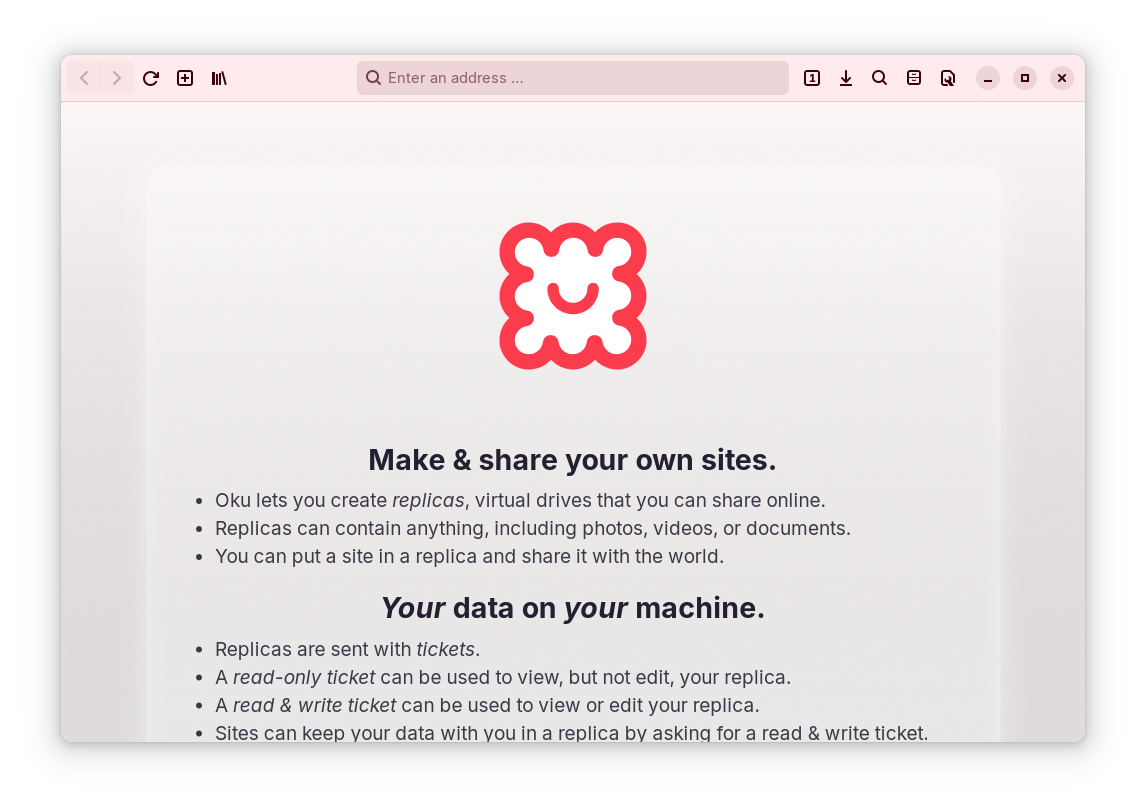 Enter an address ...
1
Make & share your own sites.
• Oku lets you create replicas, virtual drives that you can share online.
• Replicas can contain anything, including photos, videos, or documents.
• You can put a site in a replica and share it with the world.
Your data on your machine.
• Replicas are sent with tickets.
• A read-only ticket can be used to view, but not edit, your replica.
• A read & write ticket can be used to view or edit your replica.
• Sites can keep your data with you in a replica by asking for a read & write ticket.